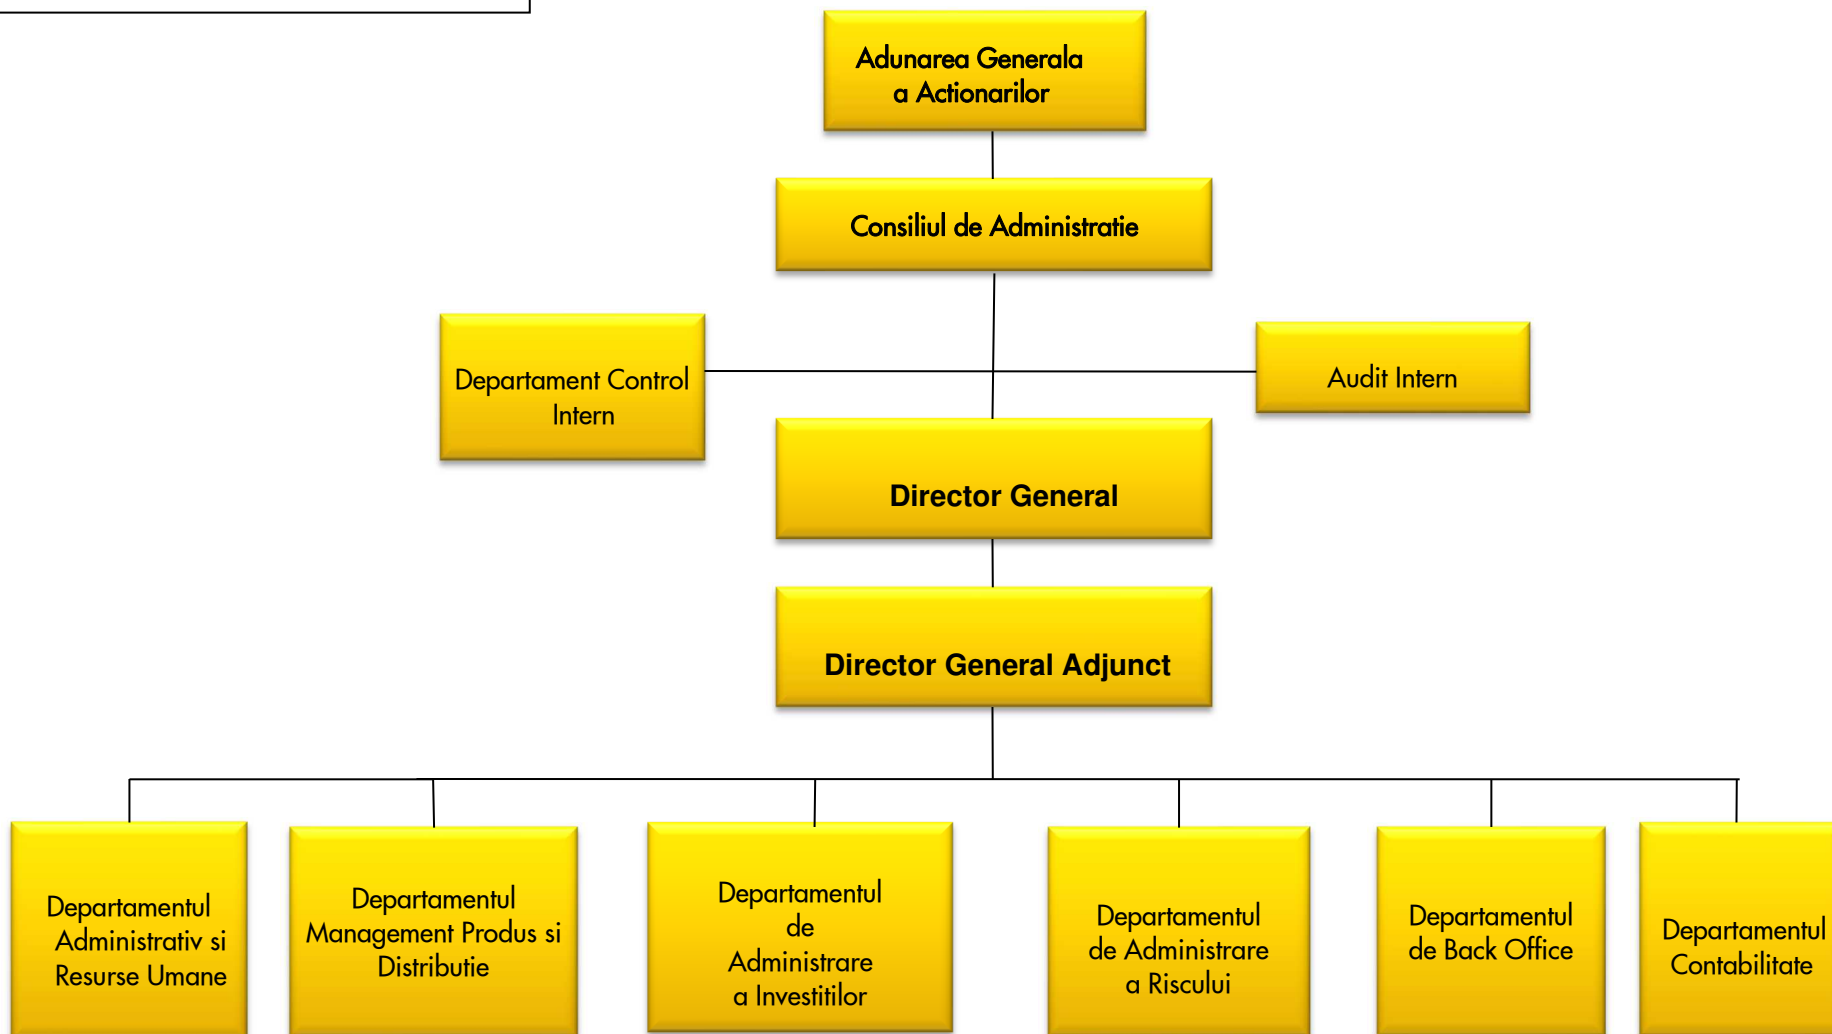 Adunarea Generala
a Actionarilor
Consiliul de Administratie
Departament Control
Intern
Audit Intern
Director General
Director General Adjunct
Departamentul
Administrativ si
Resurse Umane
Departamentul
Management Produs si
Distributie
Departamentul
de
Administrare
a Investitilor
Departamentul
de Administrare
a Riscului
Departamentul
de Back Office
Departamentul
Contabilitate